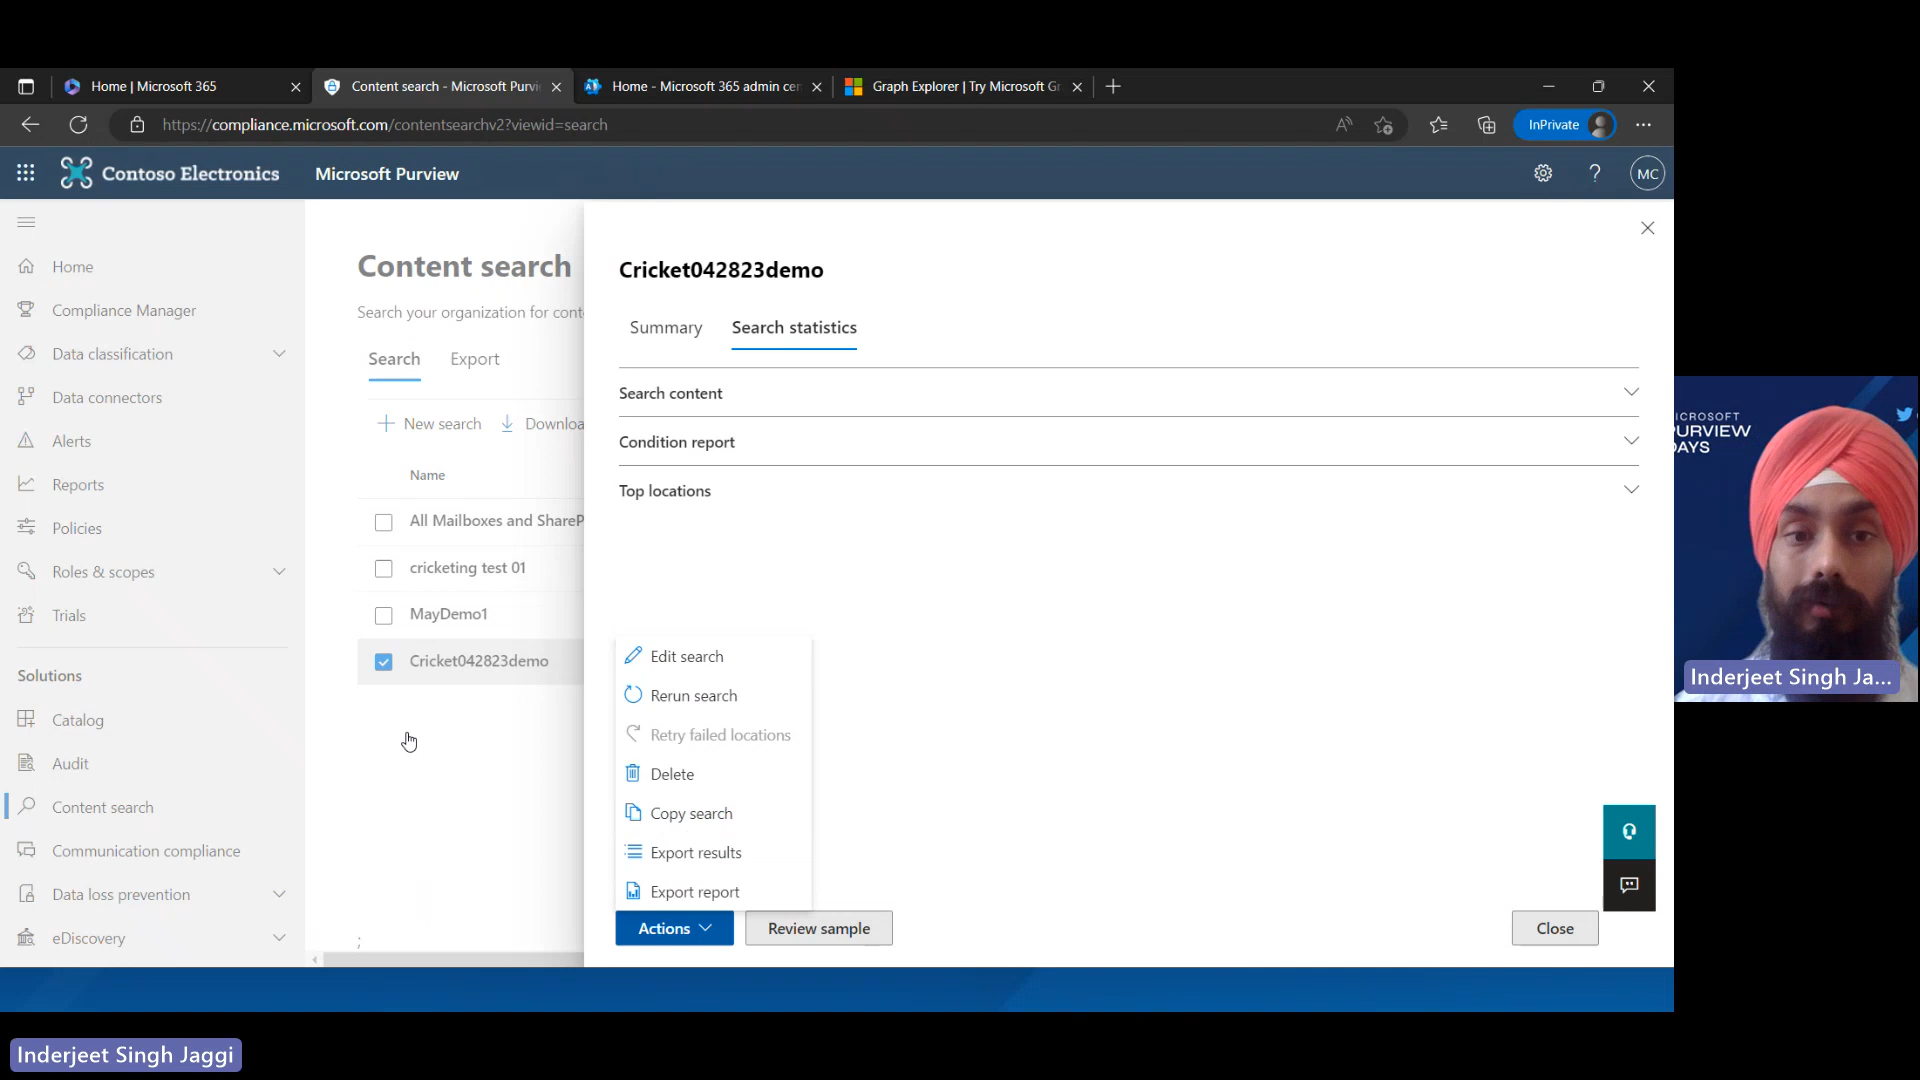 Home | Microsoft 365
Content search - Microsoft Purvi
Home - Microsoft 365 admin cen
Graph Explorer | Try Microsoft Gr
https://compliance.microsoft.com/contentsearchv2?viewid=search
InPrivate
Contoso Electronics
Microsoft Purview
MC
Home
Compliance Manager
Data classification
Data connectors
Alerts
Reports
Policies
Roles & scopes
Trials
Solutions
Catalog
Audit
Content search
Communication compliance
Data loss prevention
eDiscovery
Content search
Search your organization for cont
Search
Export
New search
Downloa
Name
All Mailboxes and ShareP
cricketing test 01
MayDemo1
Cricket042823demo
;
Cricket042823demo
Summary
Search statistics
Search content
Condition report
Top locations
Edit search
Rerun search
Retry failed locations
Delete
Copy search
Export results
Export report
Actions
Review sample
Close
ICROSOFT
PURVIEW
DAYS
Inderjeet Singh Ja...
Inderjeet Singh Jaggi